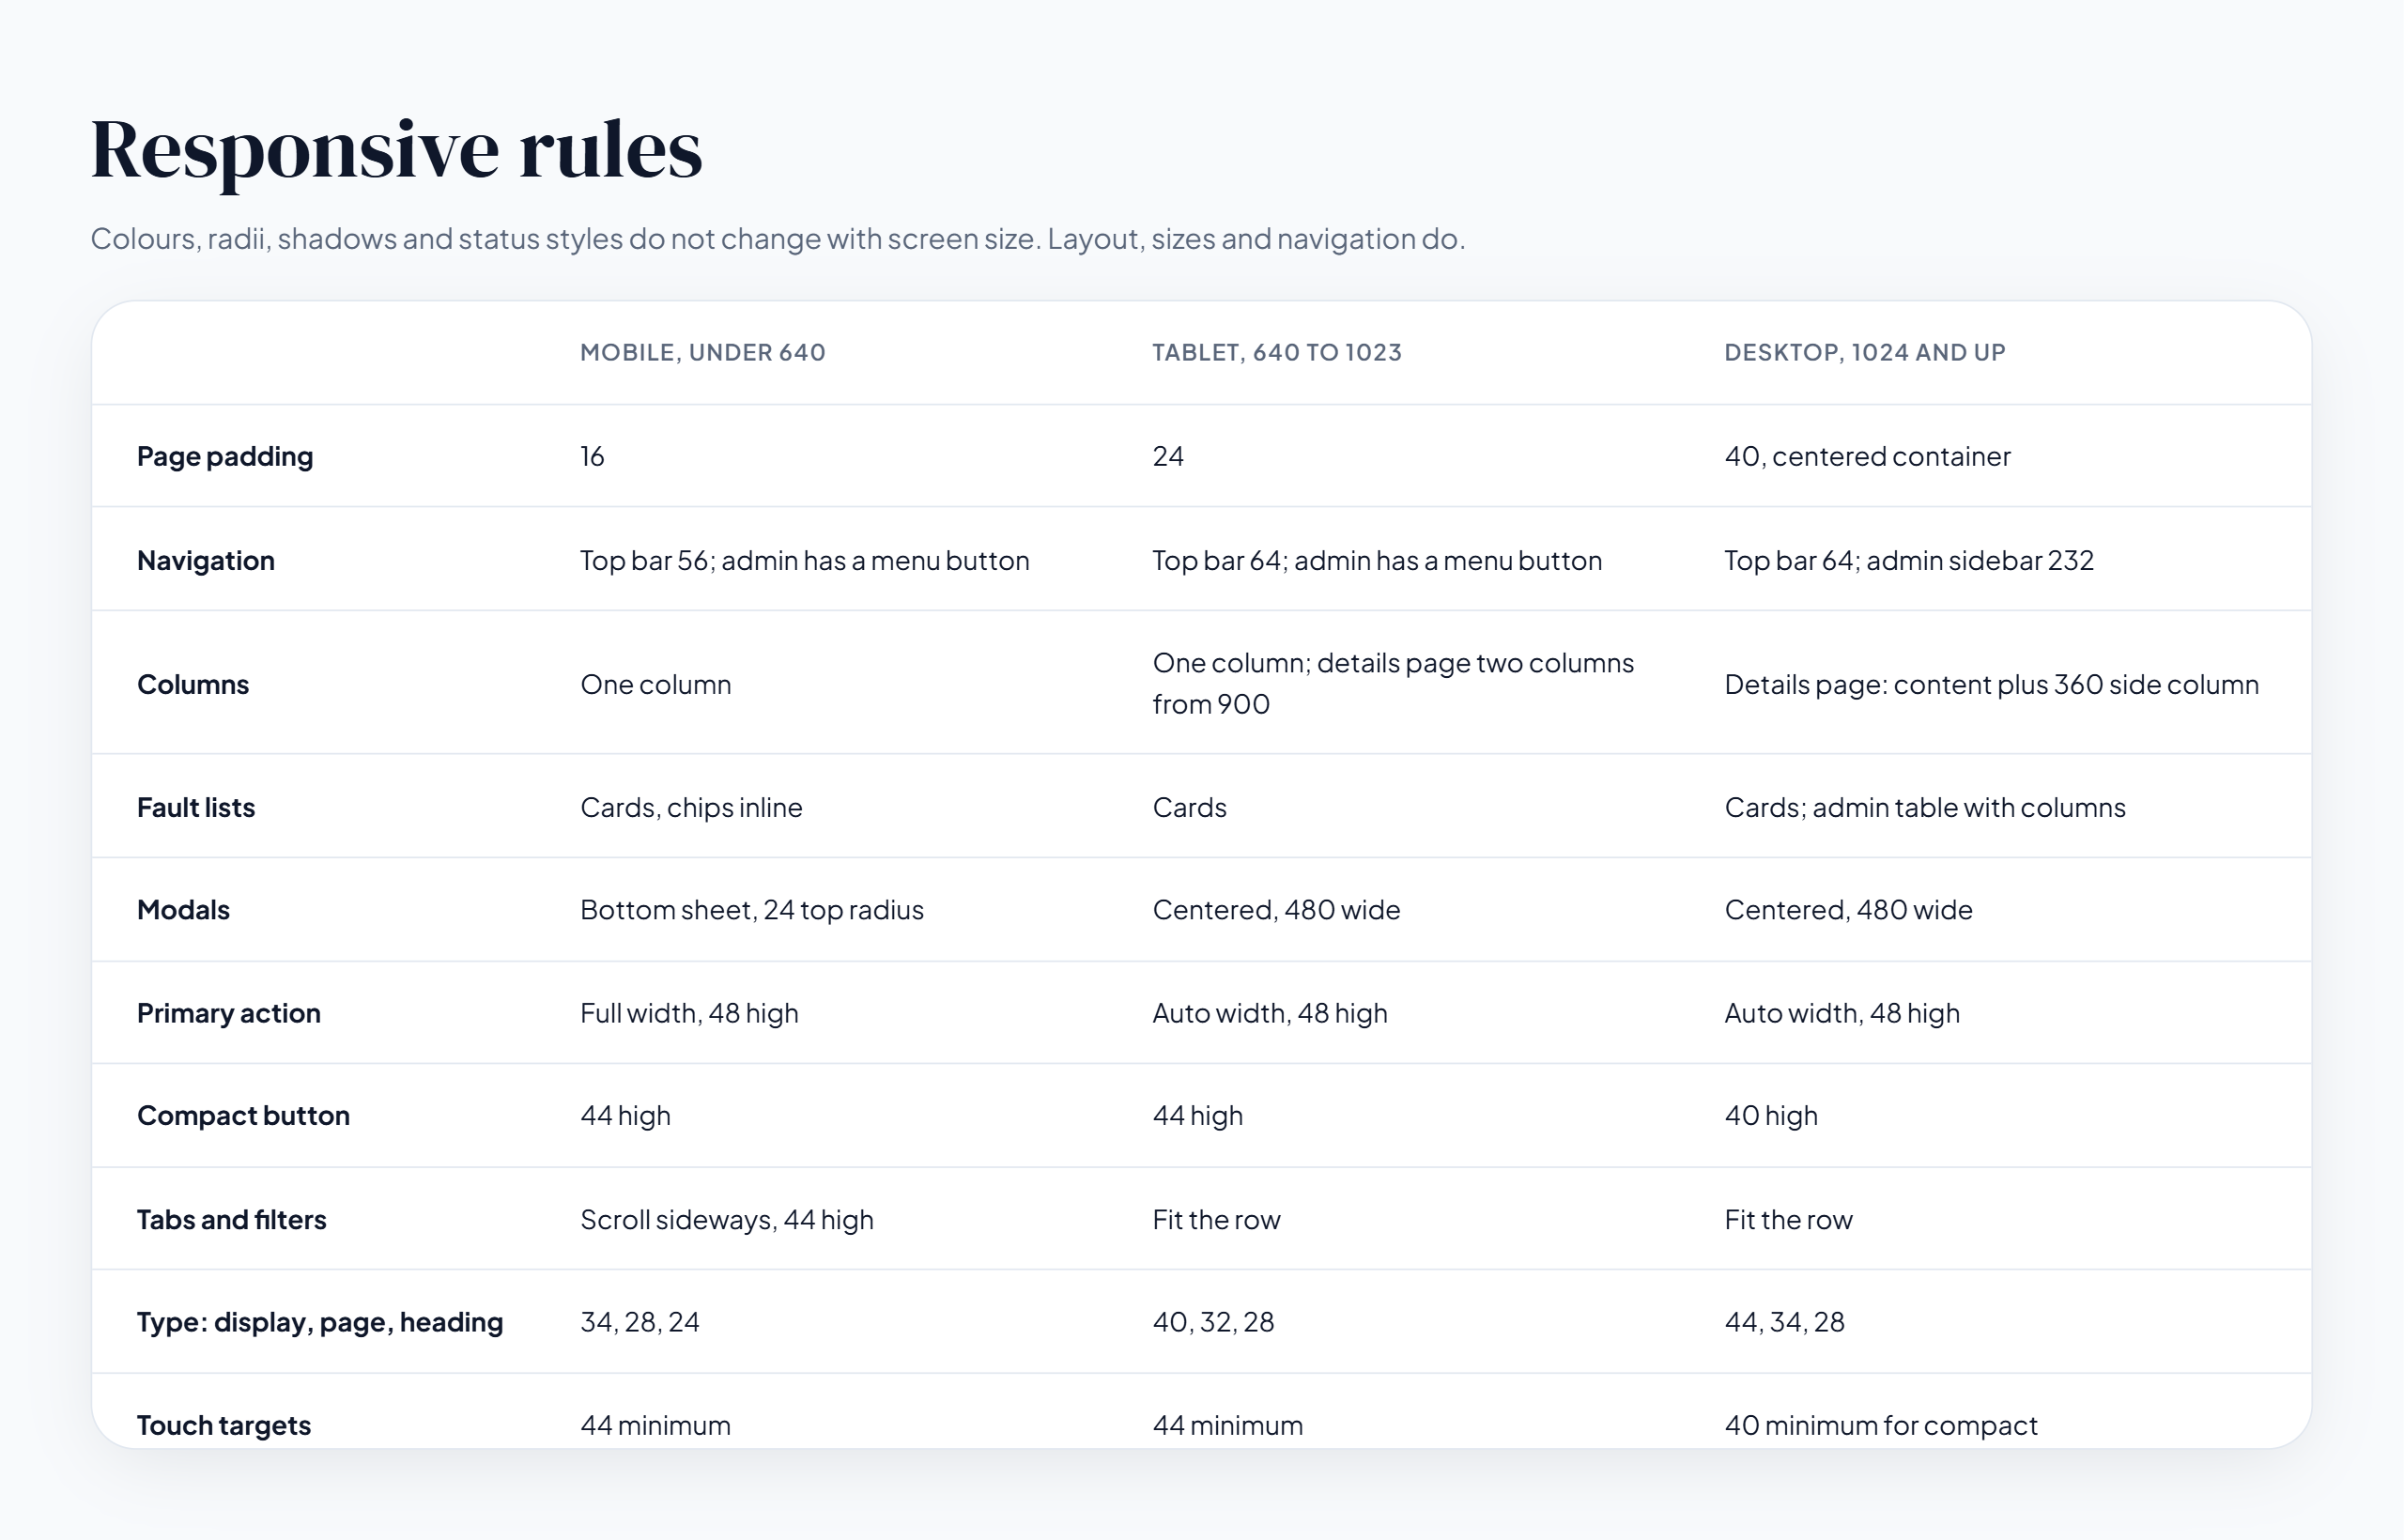 Responsive rules
Colours, radii, shadows and status styles do not change with screen size. Layout, sizes and navigation do.
MOBILE, UNDER 640 TABLET, 640 TO 1023 DESKTOP, 1024 AND UP
Page padding 16 24 40, centered container
Navigation Top bar 56; admin has a menu button Top bar 64; admin has a menu button Top bar 64; admin sidebar 232
Columns One column One column; details page two columns from 900 Details page: content plus 360 side column
Fault lists Cards, chips inline Cards Cards; admin table with columns
Modals Bottom sheet, 24 top radius Centered, 480 wide Centered, 480 wide
Primary action Full width, 48 high Auto width, 48 high Auto width, 48 high
Compact button 44 high 44 high 40 high
Tabs and filters Scroll sideways, 44 high Fit the row Fit the row
Type: display, page, heading 34, 28, 24 40, 32, 28 44, 34, 28
Touch targets 44 minimum 44 minimum 40 minimum for compact